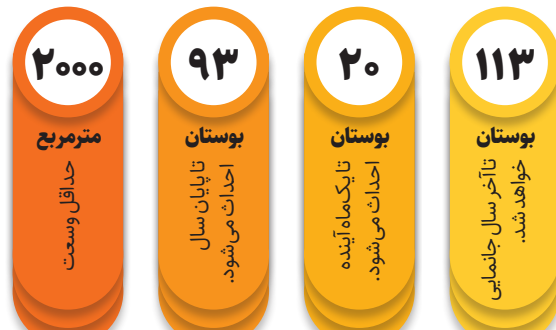 ۱۱۳
بوستان
تا آخر سال جانمایی
خواهد شد.
۲۰
بوستان
تا یک‌ماه آینده
احداث می‌شود.
۹۳
بوستان
تا پایان سال
احداث می‌شود.
۲۰۰۰
مترمربع
حداقل وسعت